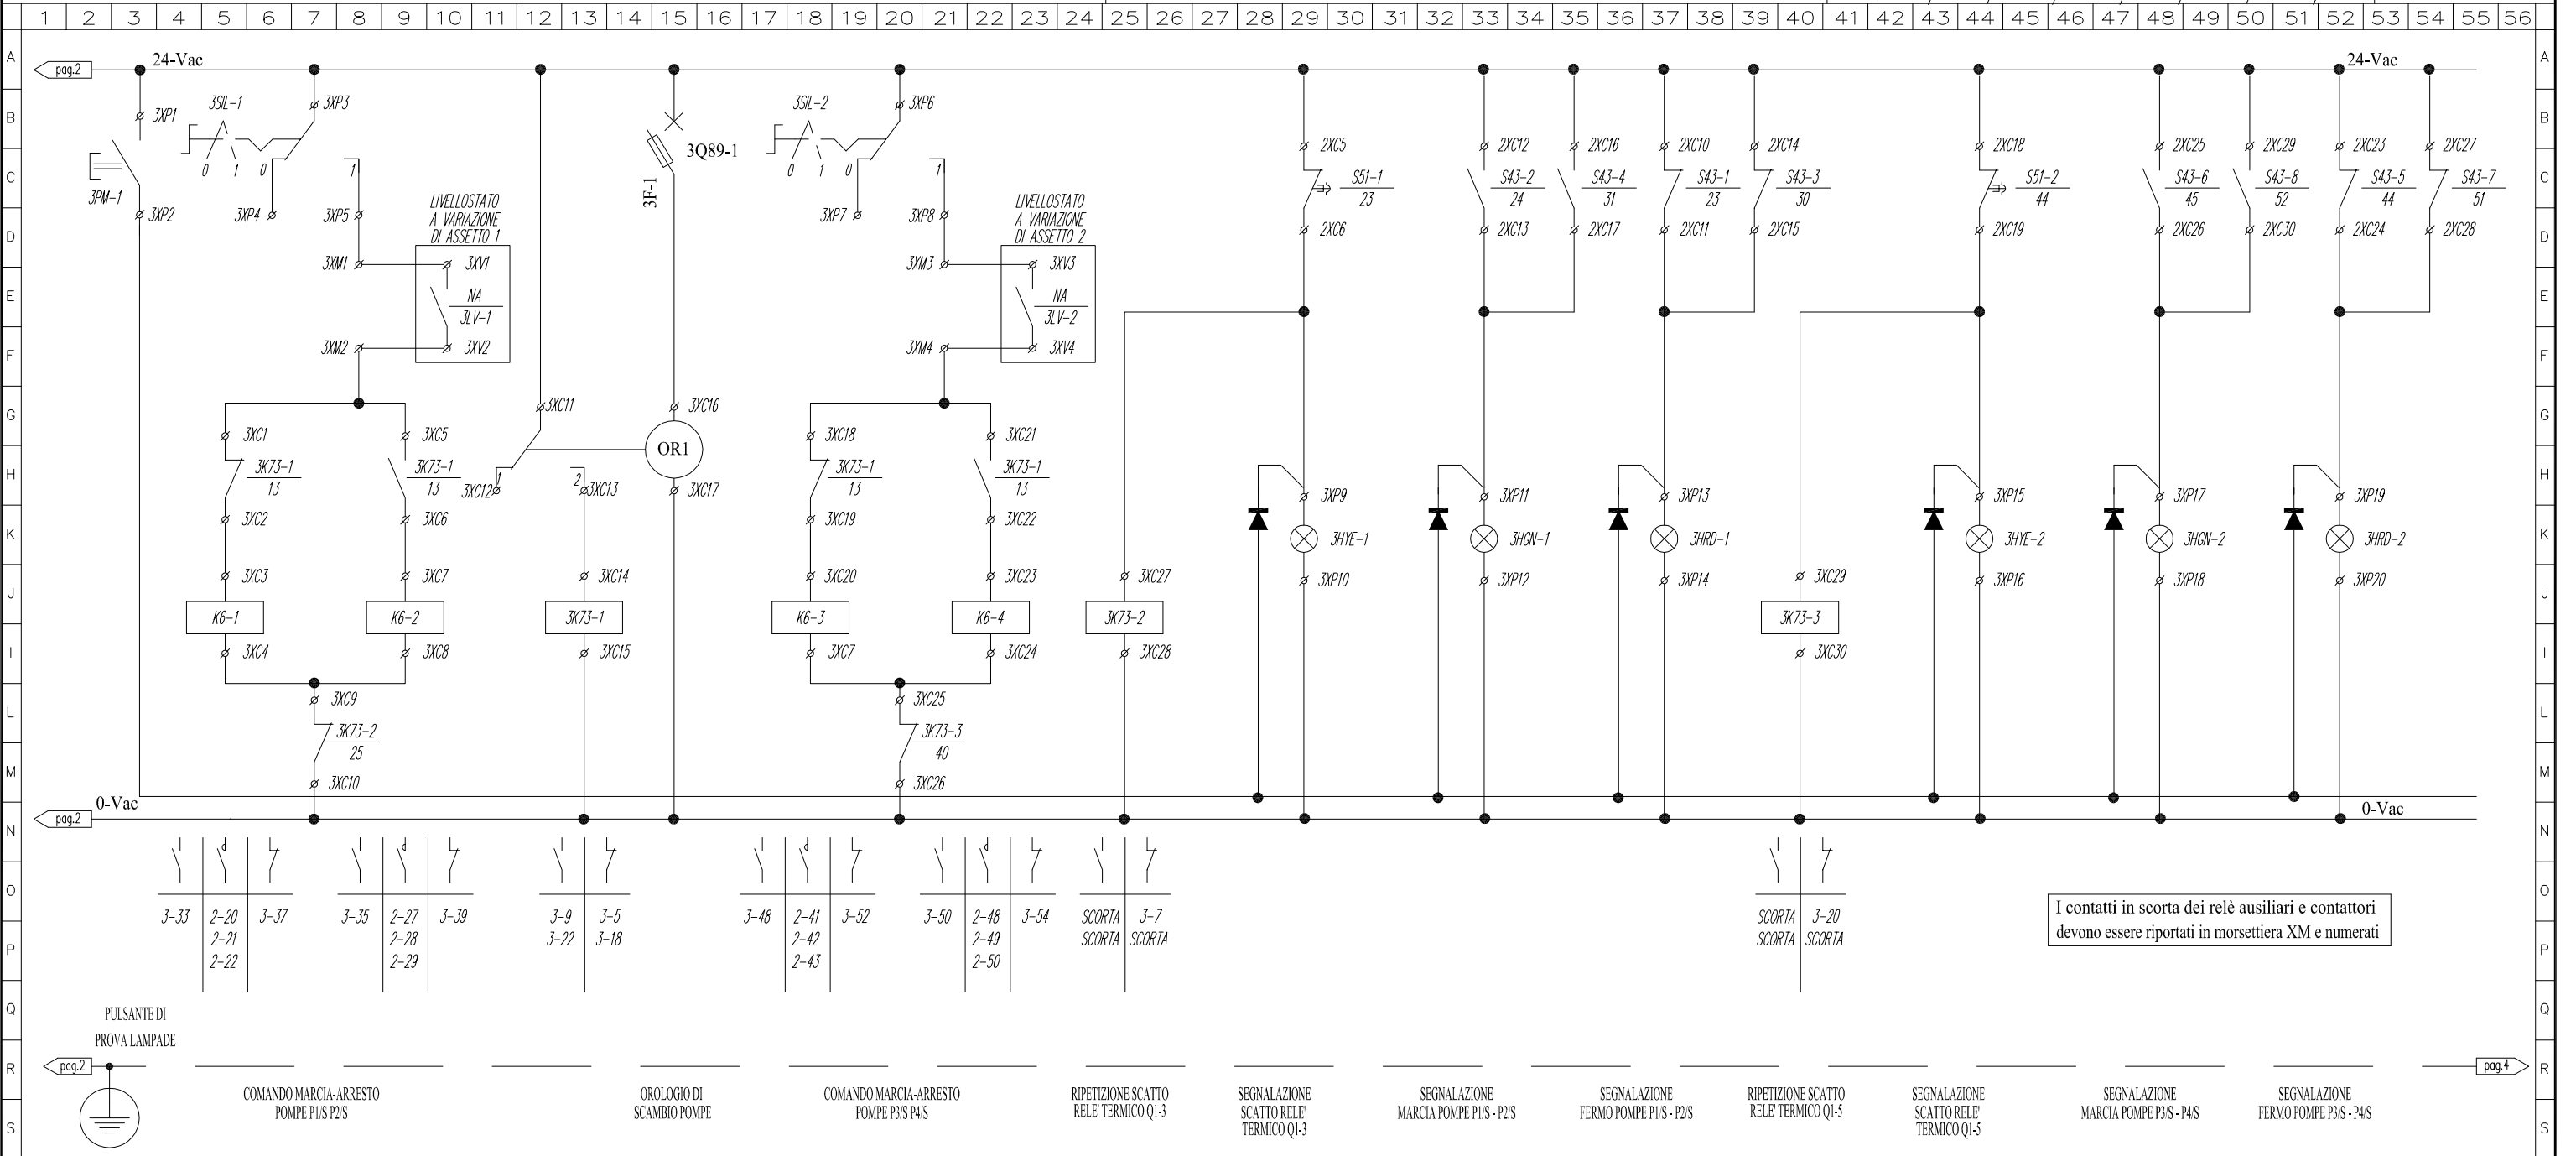 1 2 3 4 5 6 7 8 9 10 11 12 13 14 15 16 17 18 19 20 21 22 23 24 25 26 27 28 29 30 31 32 33 34 35 36 37 38 39 40 41 42 43 44 45 46 47 48 49 50 51 52 53 54 55 56
A pag.2 24-Vac 24-Vac A
3SIL-1 3XP3 3SIL-2 3XP6
B 3XP1 B
2XC5 2XC12 2XC16 2XC10 2XC14 2XC18 2XC25 2XC29 2XC23 2XC27
3Q89-1
0 1 0 1 0 1 0 1
C S51-1 S43-2 S43-4 S43-1 S43-3 S51-2 S43-6 S43-8 S43-5 S43-7 C
3PM-1 3F-1 23 24 31 23 30 44 45 52 44 51
LIVELLOSTATO LIVELLOSTATO
3XP2 3XP4 3XP5 A VARIAZIONE 3XP7 3XP8 A VARIAZIONE
D DI ASSETTO 1 DI ASSETTO 2 2XC6 2XC13 2XC17 2XC11 2XC15 2XC19 2XC26 2XC30 2XC24 2XC28 D
3XM1 3XV1 3XM3 3XV3
E NA NA E
3LV-1 3LV-2
F 3XM2 3XV2 3XM4 3XV4 F
G 3XC11 3XC16 G
3XC1 3XC5 OR1 3XC18 3XC21
H 3K73-1 3K73-1 1 2 3K73-1 3K73-1 H
13 13 3XC12 3XC13 3XC17 13 13 3XP9 3XP11 3XP13 3XP15 3XP17 3XP19
3XC2 3XC6 3XC19 3XC22
K 3HYE-1 3HGN-1 3HRD-1 3HYE-2 3HGN-2 3HRD-2 K
3XC3 3XC7 3XC14 3XC20 3XC23 3XC27 3XP10 3XP12 3XP14 3XC29 3XP16 3XP18 3XP20
J K6-1 K6-2 3K73-1 K6-3 K6-4 3K73-2 3K73-3 J
I 3XC4 3XC8 3XC15 3XC7 3XC24 3XC28 3XC30 I
3XC9 3XC25
L 3K73-2 3K73-3 L
25 40
M 3XC10 3XC26 M
0-Vac 0-Vac
N pag.2 N
O O
3-33 2-20 3-37 3-35 2-27 3-39 3-9 3-5 3-48 2-41 3-52 3-50 2-48 3-54 SCORTA 3-7 SCORTA 3-20
2-21 2-28 3-22 3-18 2-42 2-49 SCORTA SCORTA SCORTA SCORTA
2-22 2-29 2-43 2-50
I contatti in scorta dei relè ausiliari e contattori
devono essere riportati in morsettiera XM e numerati
P P
Q Q
PULSANTE DI
PROVA LAMPADE
R pag.2 pag.4 R
COMANDO MARCIA-ARRESTO
POMPE P1/S P2/S
OROLOGIO DI
SCAMBIO POMPE
COMANDO MARCIA-ARRESTO
POMPE P3/S P4/S
RIPETIZIONE SCATTO
RELE' TERMICO Q1-3
SEGNALAZIONE
SCATTO RELE'
TERMICO Q1-3
SEGNALAZIONE
MARCIA POMPE P1/S - P2/S
SEGNALAZIONE
FERMO POMPE P1/S - P2/S
RIPETIZIONE SCATTO
RELE' TERMICO Q1-5
SEGNALAZIONE
SCATTO RELE'
TERMICO Q1-5
SEGNALAZIONE
MARCIA POMPE P3/S - P4/S
SEGNALAZIONE
FERMO POMPE P3/S - P4/S
S S